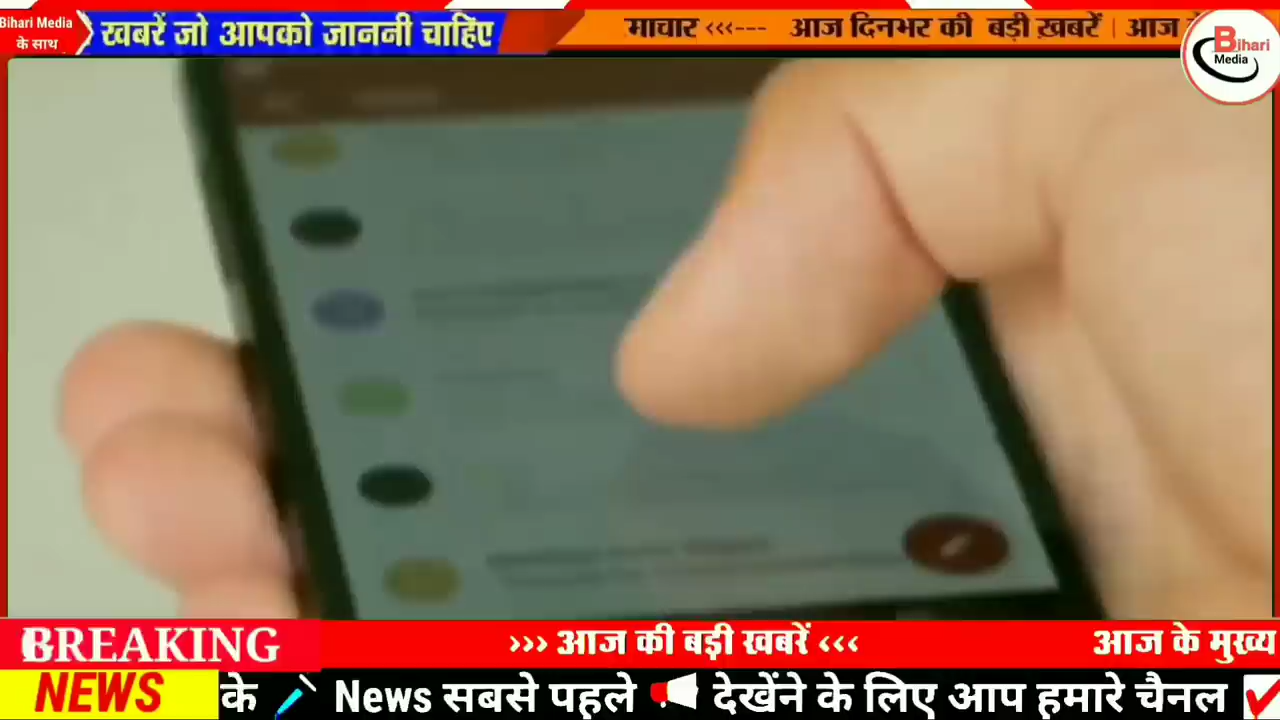 Bihari Media
के साथ
खबरें जो आपको जाननी चाहिए
माचार ‹‹‹--- आज दिनभर की बड़ी ख़बरें | आज
Bihari
Media
BREAKING
››› आज की बड़ी खबरें ‹‹‹
आज के मुख्य
NEWS
के News सबसे पहले देखेंने के लिए आप हमारे चैनल